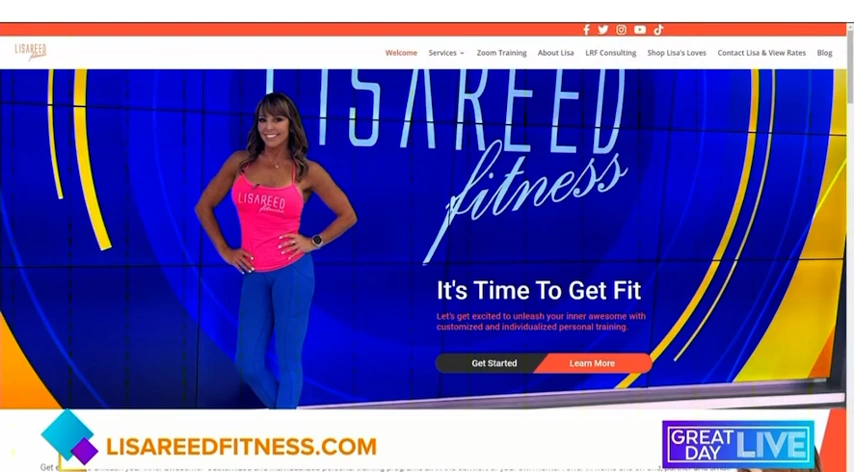 LISAREED
fitness
Welcome Services Zoom Training About Lisa LRF Consulting Shop Lisa's Loves Contact Lisa & View Rates Blog
LISAREED
fitness
LISAREED
fitness
It's Time To Get Fit
Let's get excited to unleash your inner awesome with
customized and individualized personal training.
Get Started Learn More
LISAREEDFITNESS.COM
GREAT
DAY LIVE